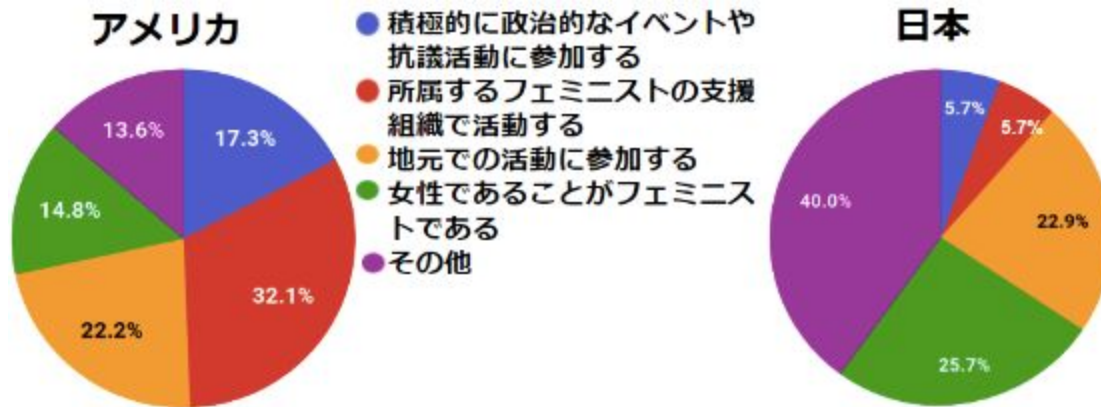 アメリカ
17.3%
32.1%
22.2%
14.8%
13.6%
積極的に政治的なイベントや
抗議活動に参加する
所属するフェミニストの支援
組織で活動する
地元での活動に参加する
女性であることがフェミニス
トである
その他
日本
5.7%
5.7%
22.9%
25.7%
40.0%